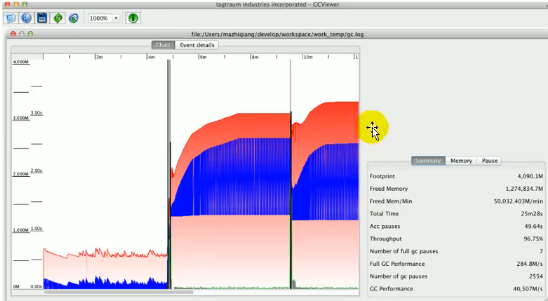 tagtraum industries incorporated - GCViewer
1000%
file:/Users/mazhiqiang/develop/workspace/work_temp/gc.log
Chart Event details
4,000M
2m 4m 6m 8m 10m 1
3,000M 3.00s
2,000M 2.00s
1,000M 1.00s
0M 0.00s
Summary Memory Pause
Footprint 4,090.1M
Freed Memory 1,274,834.7M
Freed Mem/Min 50,032.403M/min
Total Time 25m28s
Acc pauses 49.64s
Throughput 96.75%
Number of full gc pauses 7
Full GC Performance 284.8M/s
Number of gc pauses 2554
GC Performance 40,507M/s